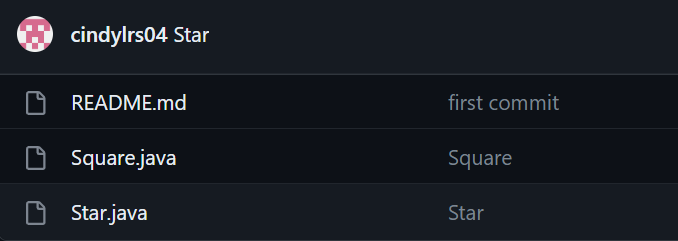 cindylrs04 Star
README.md first commit
Square.java Square
Star.java Star